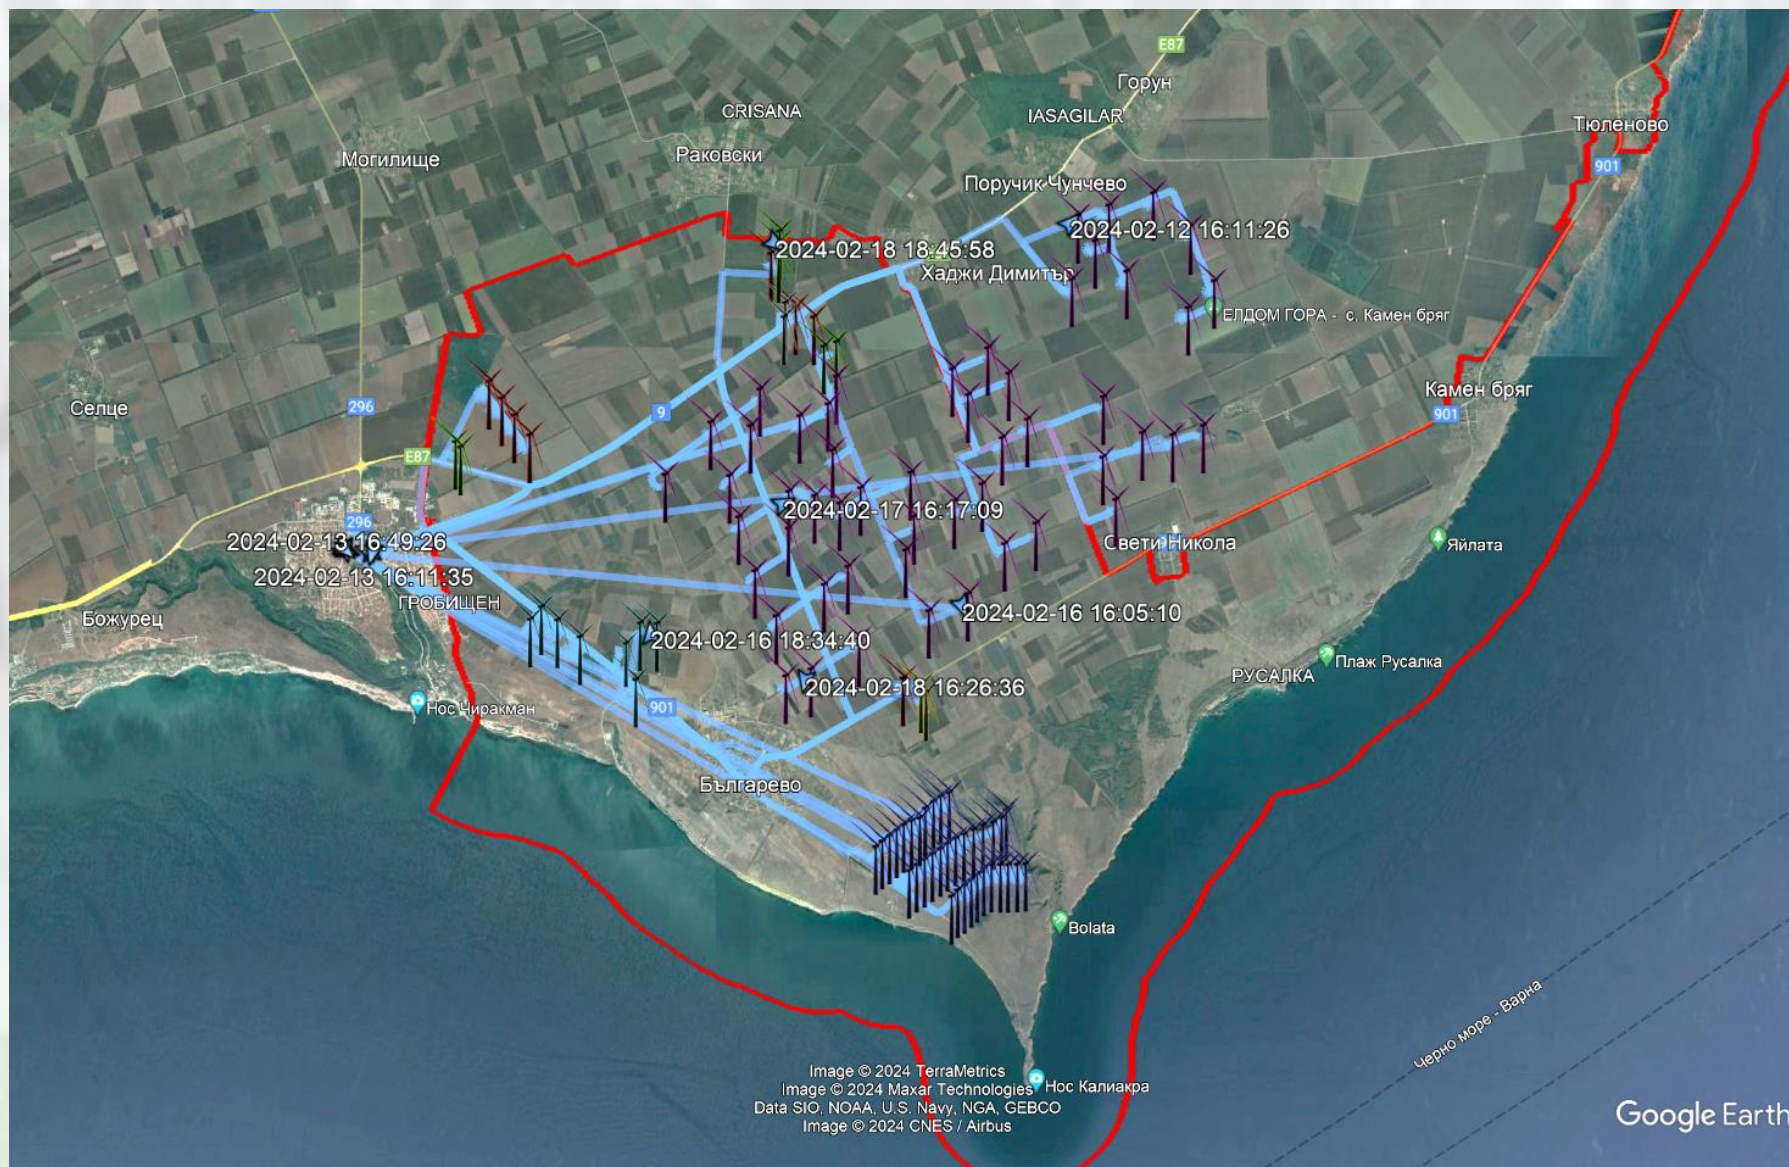 E87
Горун
CRISANA
IASAGILAR
Тюленово
Могилище
Раковски
901
Поручик Чунчево
2024-02-12 16:11:26
2024-02-18 18:45:58
Хаджи Димитър
ЕЛДОМ ГОРА - с. Камен бряг
Камен бряг
Селце
296
9
901
E87
2024-02-17 16:17:09
296
2024-02-13 16:49:26
Свети Никола
Яйлата
2024-02-13 16:11:35
ГРОБИЩЕН
2024-02-16 16:05:10
Божурец
2024-02-16 18:34:40
Плаж Русалка
РУСАЛКА
2024-02-18 16:26:36
Нос Чиракман
901
Българево
Bolata
Черно море - Варна
Нос Калиакра
Image © 2024 TerraMetrics
Image © 2024 Maxar Technologies
Data SIO, NOAA, U.S. Navy, NGA, GEBCO
Image © 2024 CNES / Airbus
Google Earth